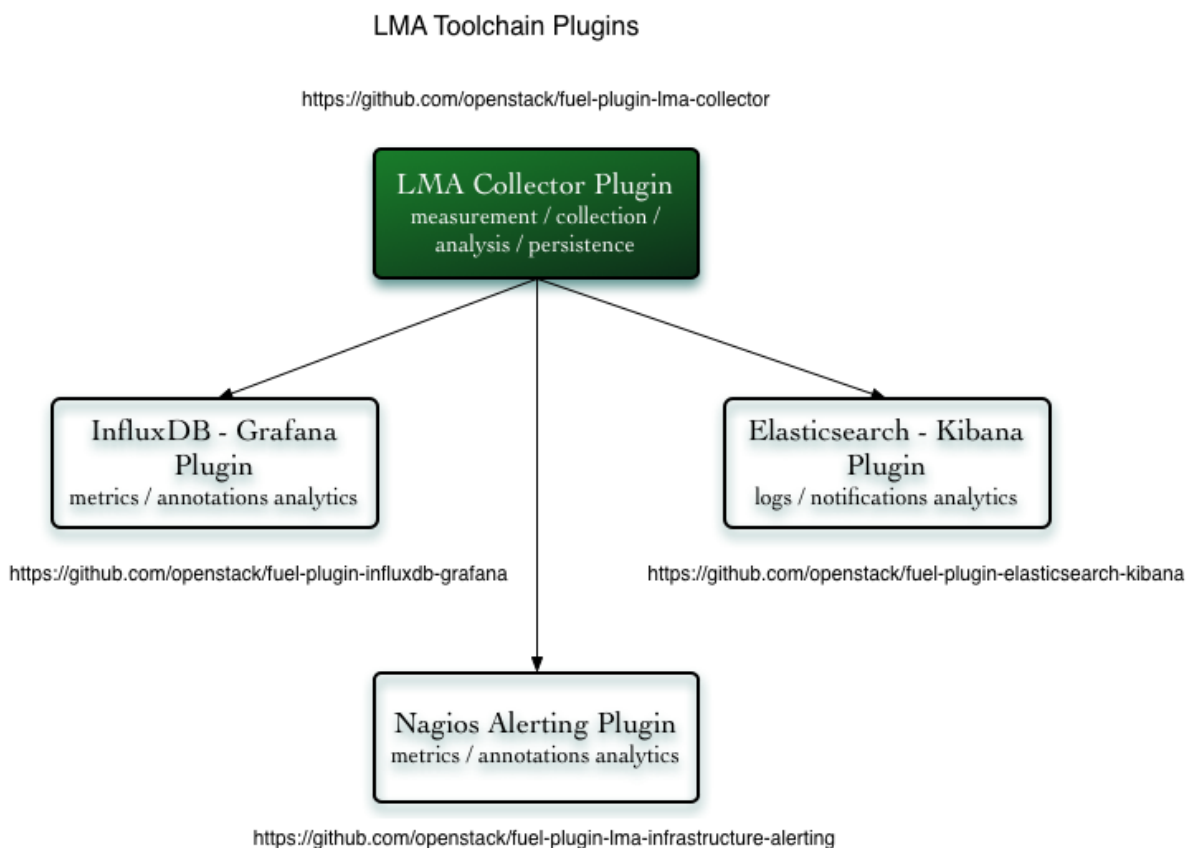 LMA Toolchain Plugins
https://github.com/openstack/fuel-plugin-lma-collector
LMA Collector Plugin
measurement / collection /
analysis / persistence
InfluxDB - Grafana
Plugin
metrics / annotations analytics
https://github.com/openstack/fuel-plugin-influxdb-grafana
Elasticsearch - Kibana
Plugin
logs / notifications analytics
https://github.com/openstack/fuel-plugin-elasticsearch-kibana
Nagios Alerting Plugin
metrics / annotations analytics
https://github.com/openstack/fuel-plugin-lma-infrastructure-alerting